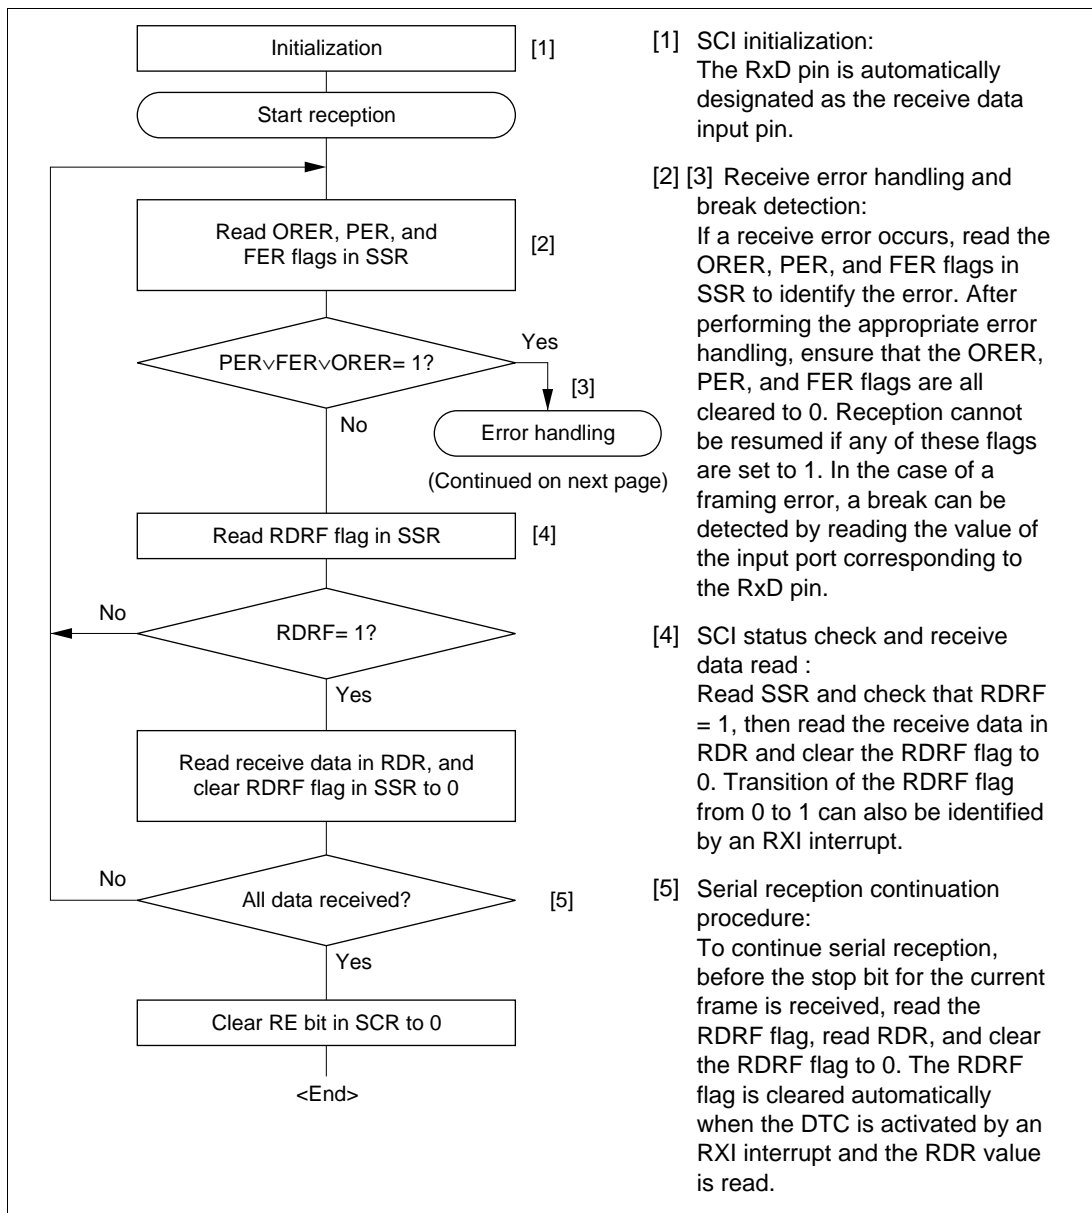 Initialization
[1]
Start reception
Read ORER, PER, and
FER flags in SSR
[2]
PER∨FER∨ORER= 1?
Yes
[3]
No
Error handling
(Continued on next page)
Read RDRF flag in SSR
[4]
No
RDRF= 1?
Yes
Read receive data in RDR, and
clear RDRF flag in SSR to 0
No
All data received?
[5]
Yes
Clear RE bit in SCR to 0
<End>
[1] SCI initialization:
The RxD pin is automatically
designated as the receive data
input pin.
[2] [3] Receive error handling and
break detection:
If a receive error occurs, read the
ORER, PER, and FER flags in
SSR to identify the error. After
performing the appropriate error
handling, ensure that the ORER,
PER, and FER flags are all
cleared to 0. Reception cannot
be resumed if any of these flags
are set to 1. In the case of a
framing error, a break can be
detected by reading the value of
the input port corresponding to
the RxD pin.
[4] SCI status check and receive
data read :
Read SSR and check that RDRF
= 1, then read the receive data in
RDR and clear the RDRF flag to
0. Transition of the RDRF flag
from 0 to 1 can also be identified
by an RXI interrupt.
[5] Serial reception continuation
procedure:
To continue serial reception,
before the stop bit for the current
frame is received, read the
RDRF flag, read RDR, and clear
the RDRF flag to 0. The RDRF
flag is cleared automatically
when the DTC is activated by an
RXI interrupt and the RDR value
is read.